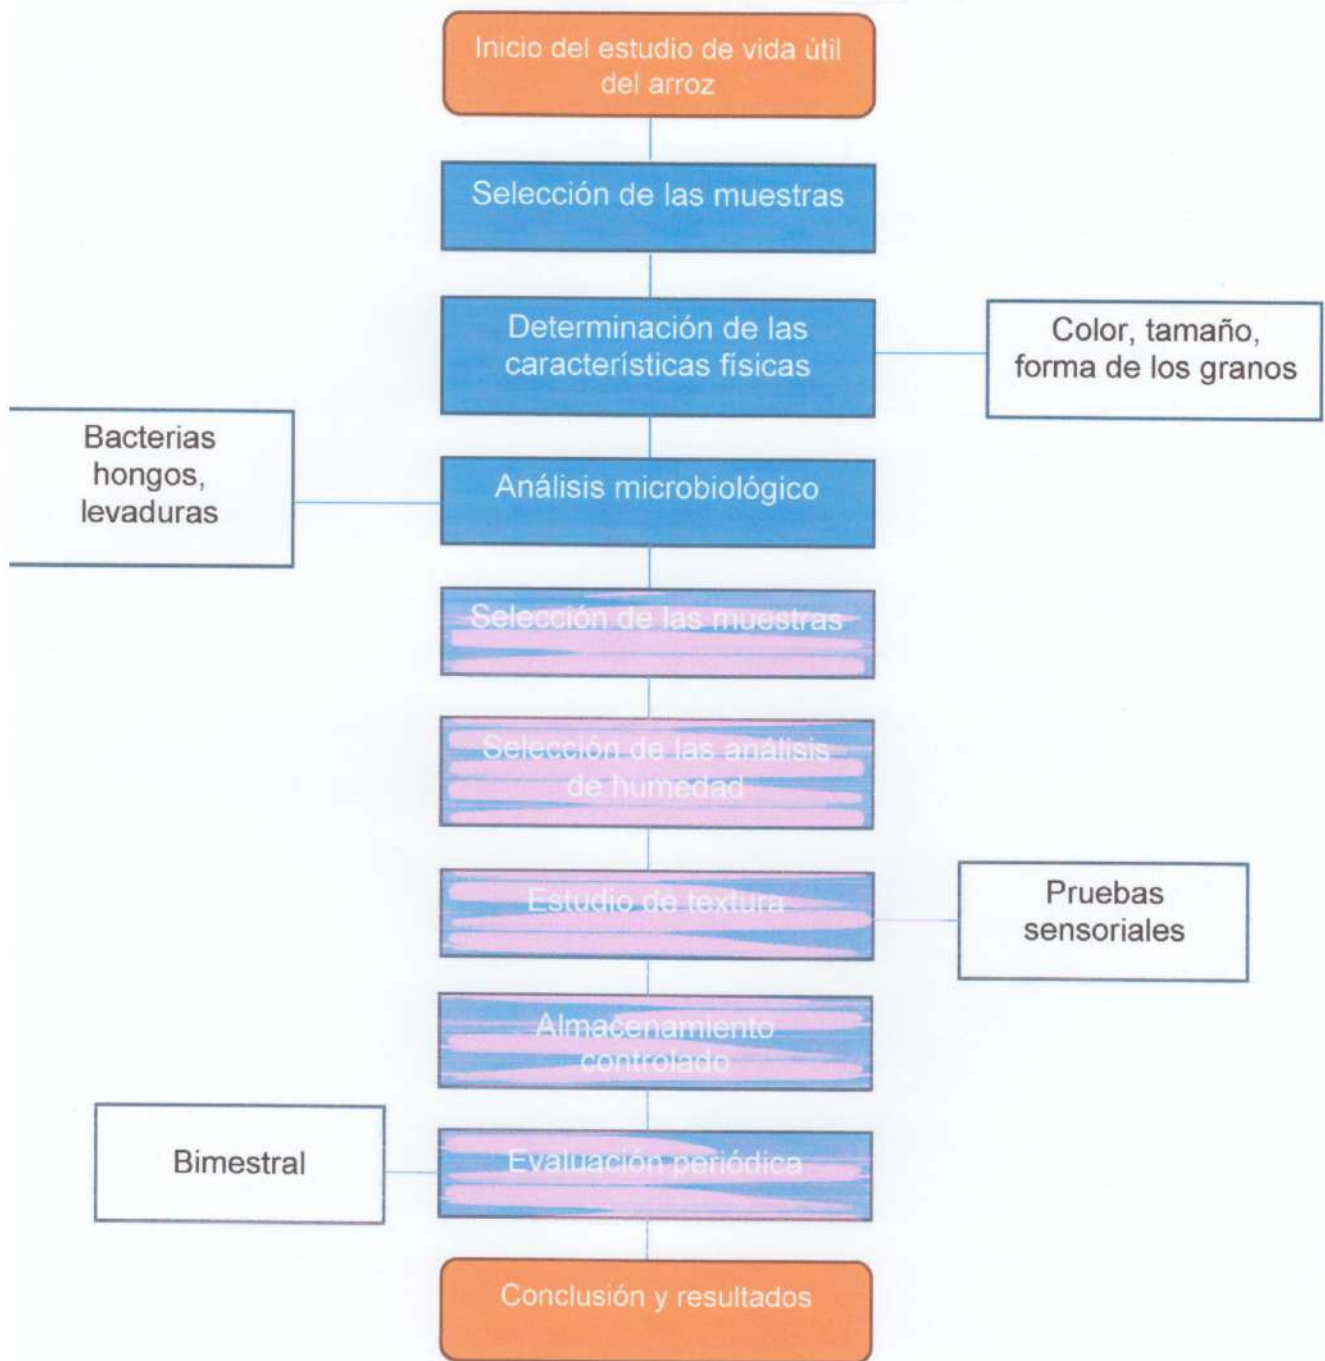 Inicio del estudio de vida útil
del arroz
Selección de las muestras
Determinación de las
características físicas
Color, tamaño,
forma de los granos
Bacterias
hongos,
levaduras
Análisis microbiológico
Selección de las muestras
Selección de las análisis
de humedad
Estudio de textura
Pruebas
sensoriales
Almacenamiento
controlado
Bimestral
Evaluación periódica
Conclusión y resultados